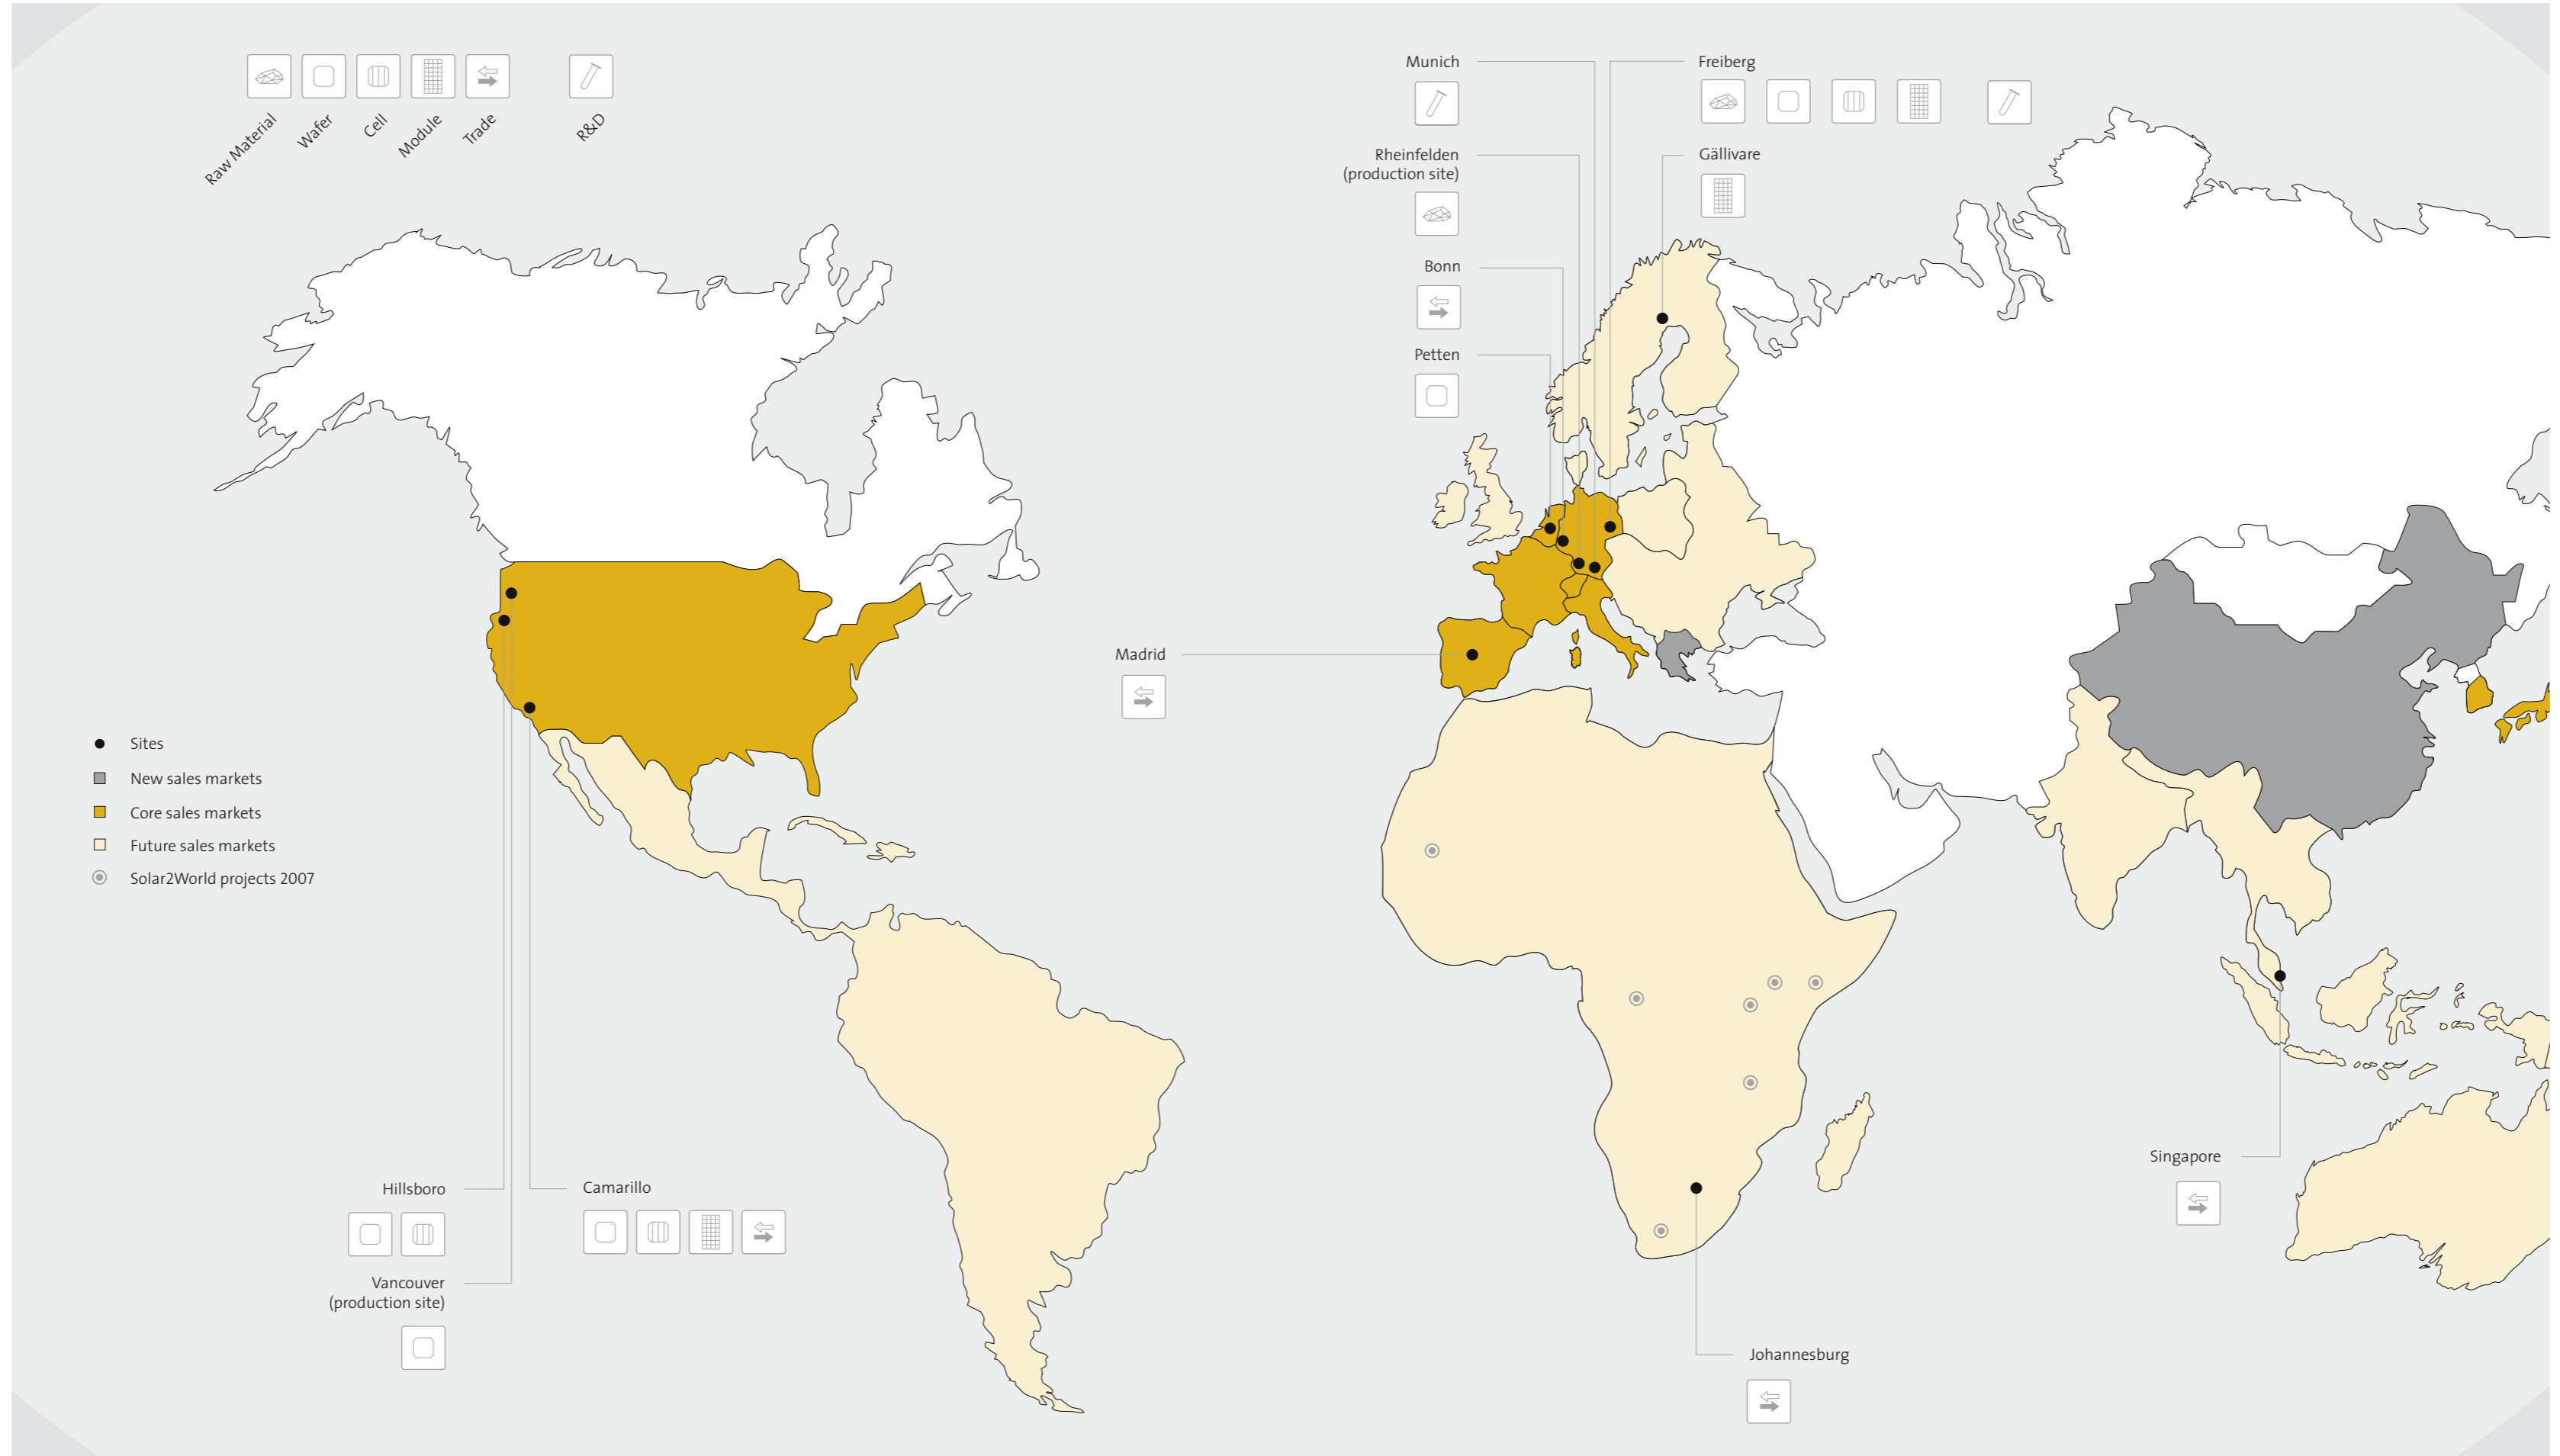 Raw Material
Wafer
Cell
Module
Trade
R&D
Munich
Freiberg
Rheinfelden
(production site)
Gällivare
Bonn
Petten
Madrid
Sites
New sales markets
Core sales markets
Future sales markets
Solar2World projects 2007
Hillsboro
Camarillo
Vancouver
(production site)
Singapore
Johannesburg